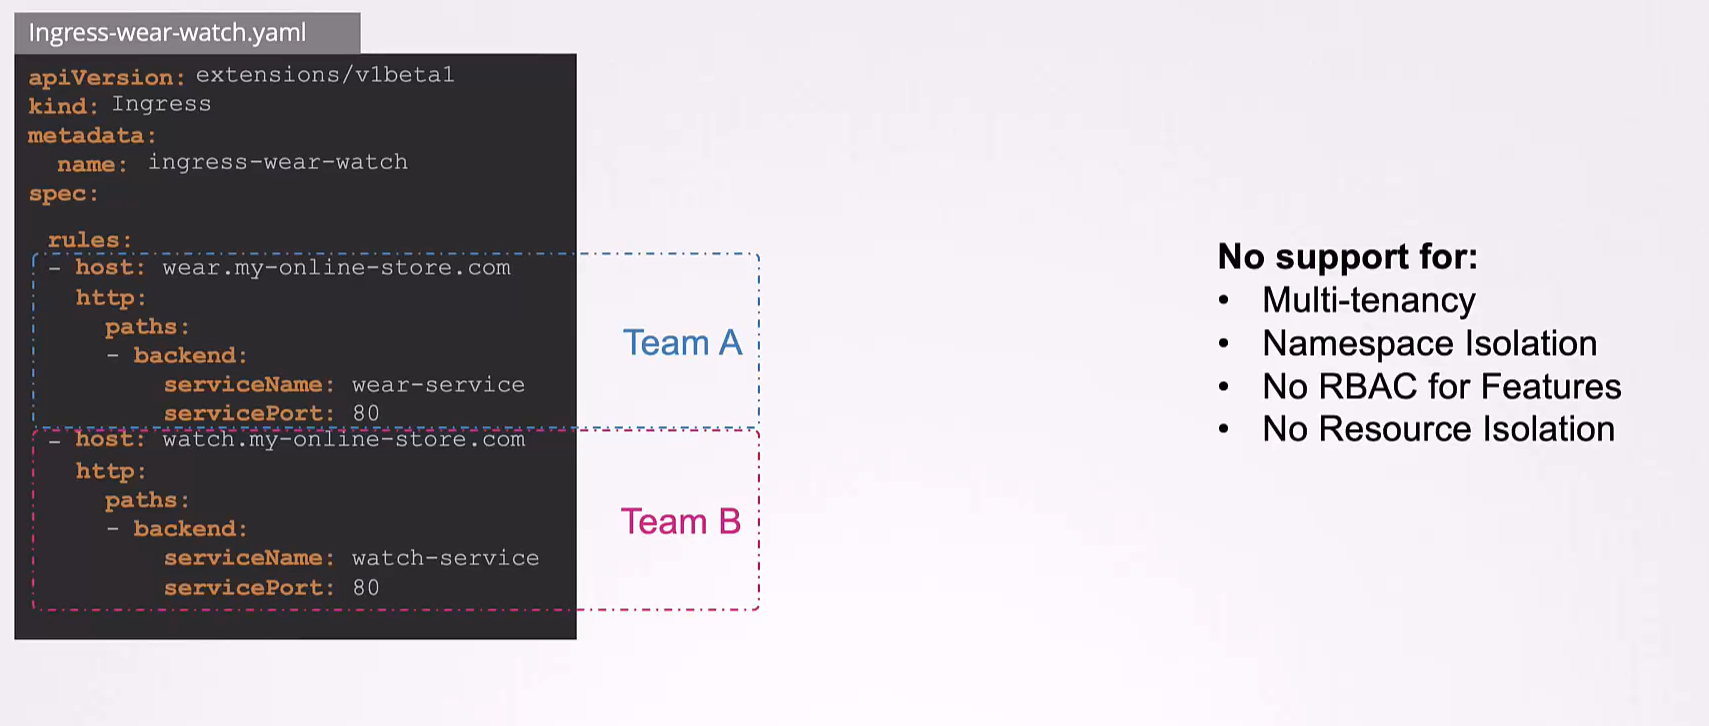 Ingress-wear-watch.yaml
apiVersion: extensions/v1beta1
kind: Ingress
metadata:
name: ingress-wear-watch
spec:
rules:
- host: wear.my-online-store.com
http:
paths:
- backend:
serviceName: wear-service
servicePort: 80
Team A
- host: watch.my-online-store.com
http:
paths:
- backend:
serviceName: watch-service
servicePort: 80
Team B
No support for:
• Multi-tenancy
• Namespace Isolation
• No RBAC for Features
• No Resource Isolation